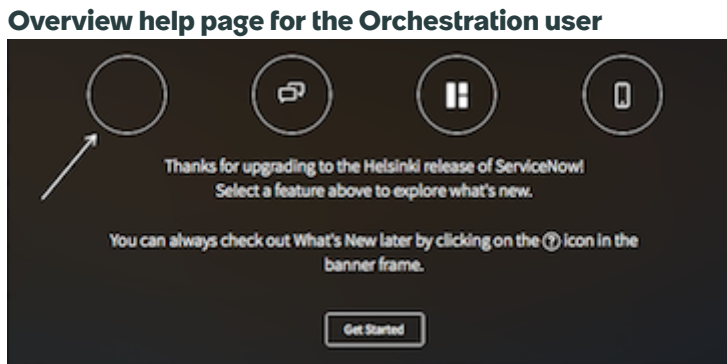 Overview help page for the Orchestration user
Thanks for upgrading to the Helsinki release of ServiceNow!
Select a feature above to explore what's new.
You can always check out What's New later by clicking on the ? icon in the
banner frame.
Get Started